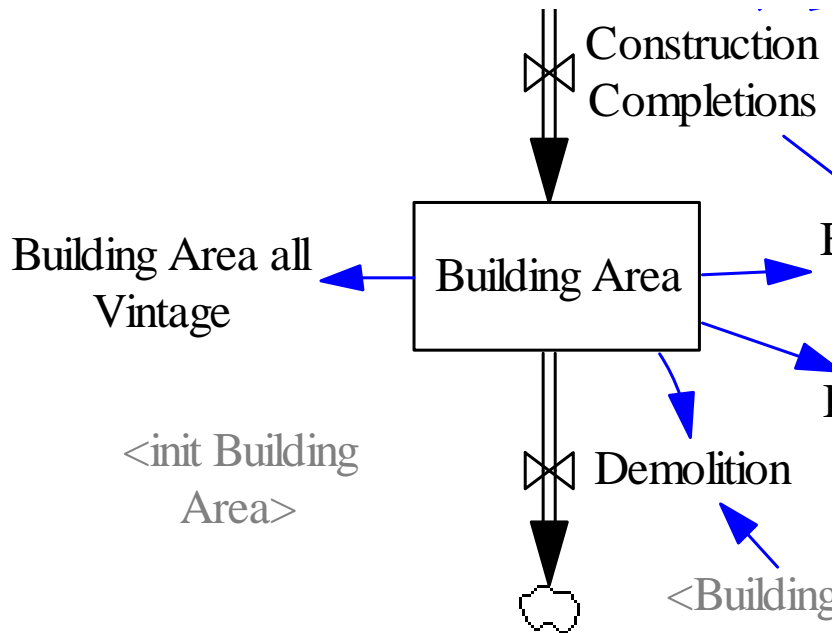 Construction
Completions
Building Area all
Vintage
Building Area
<init Building
Area>
Demolition
<Building